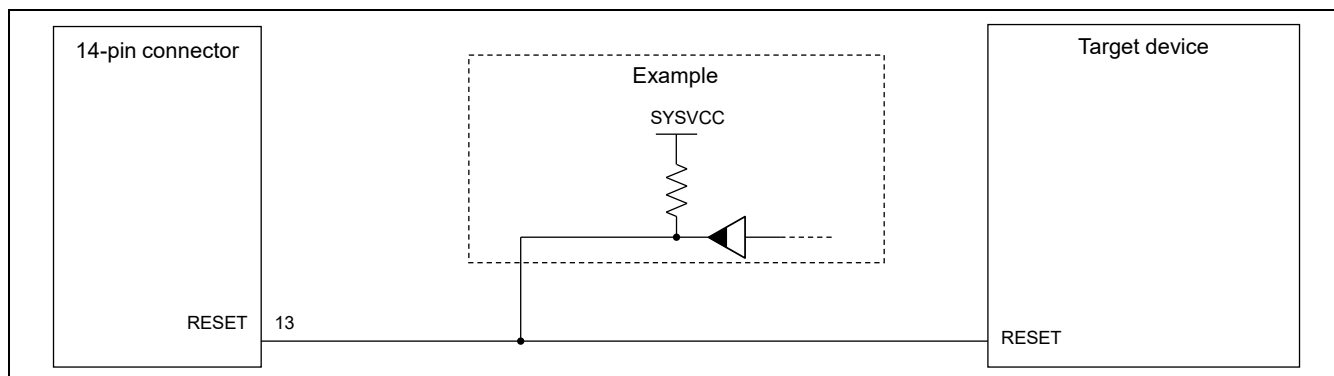 14-pin connector
Target device
Example
SYSVCC
RESET
13
RESET